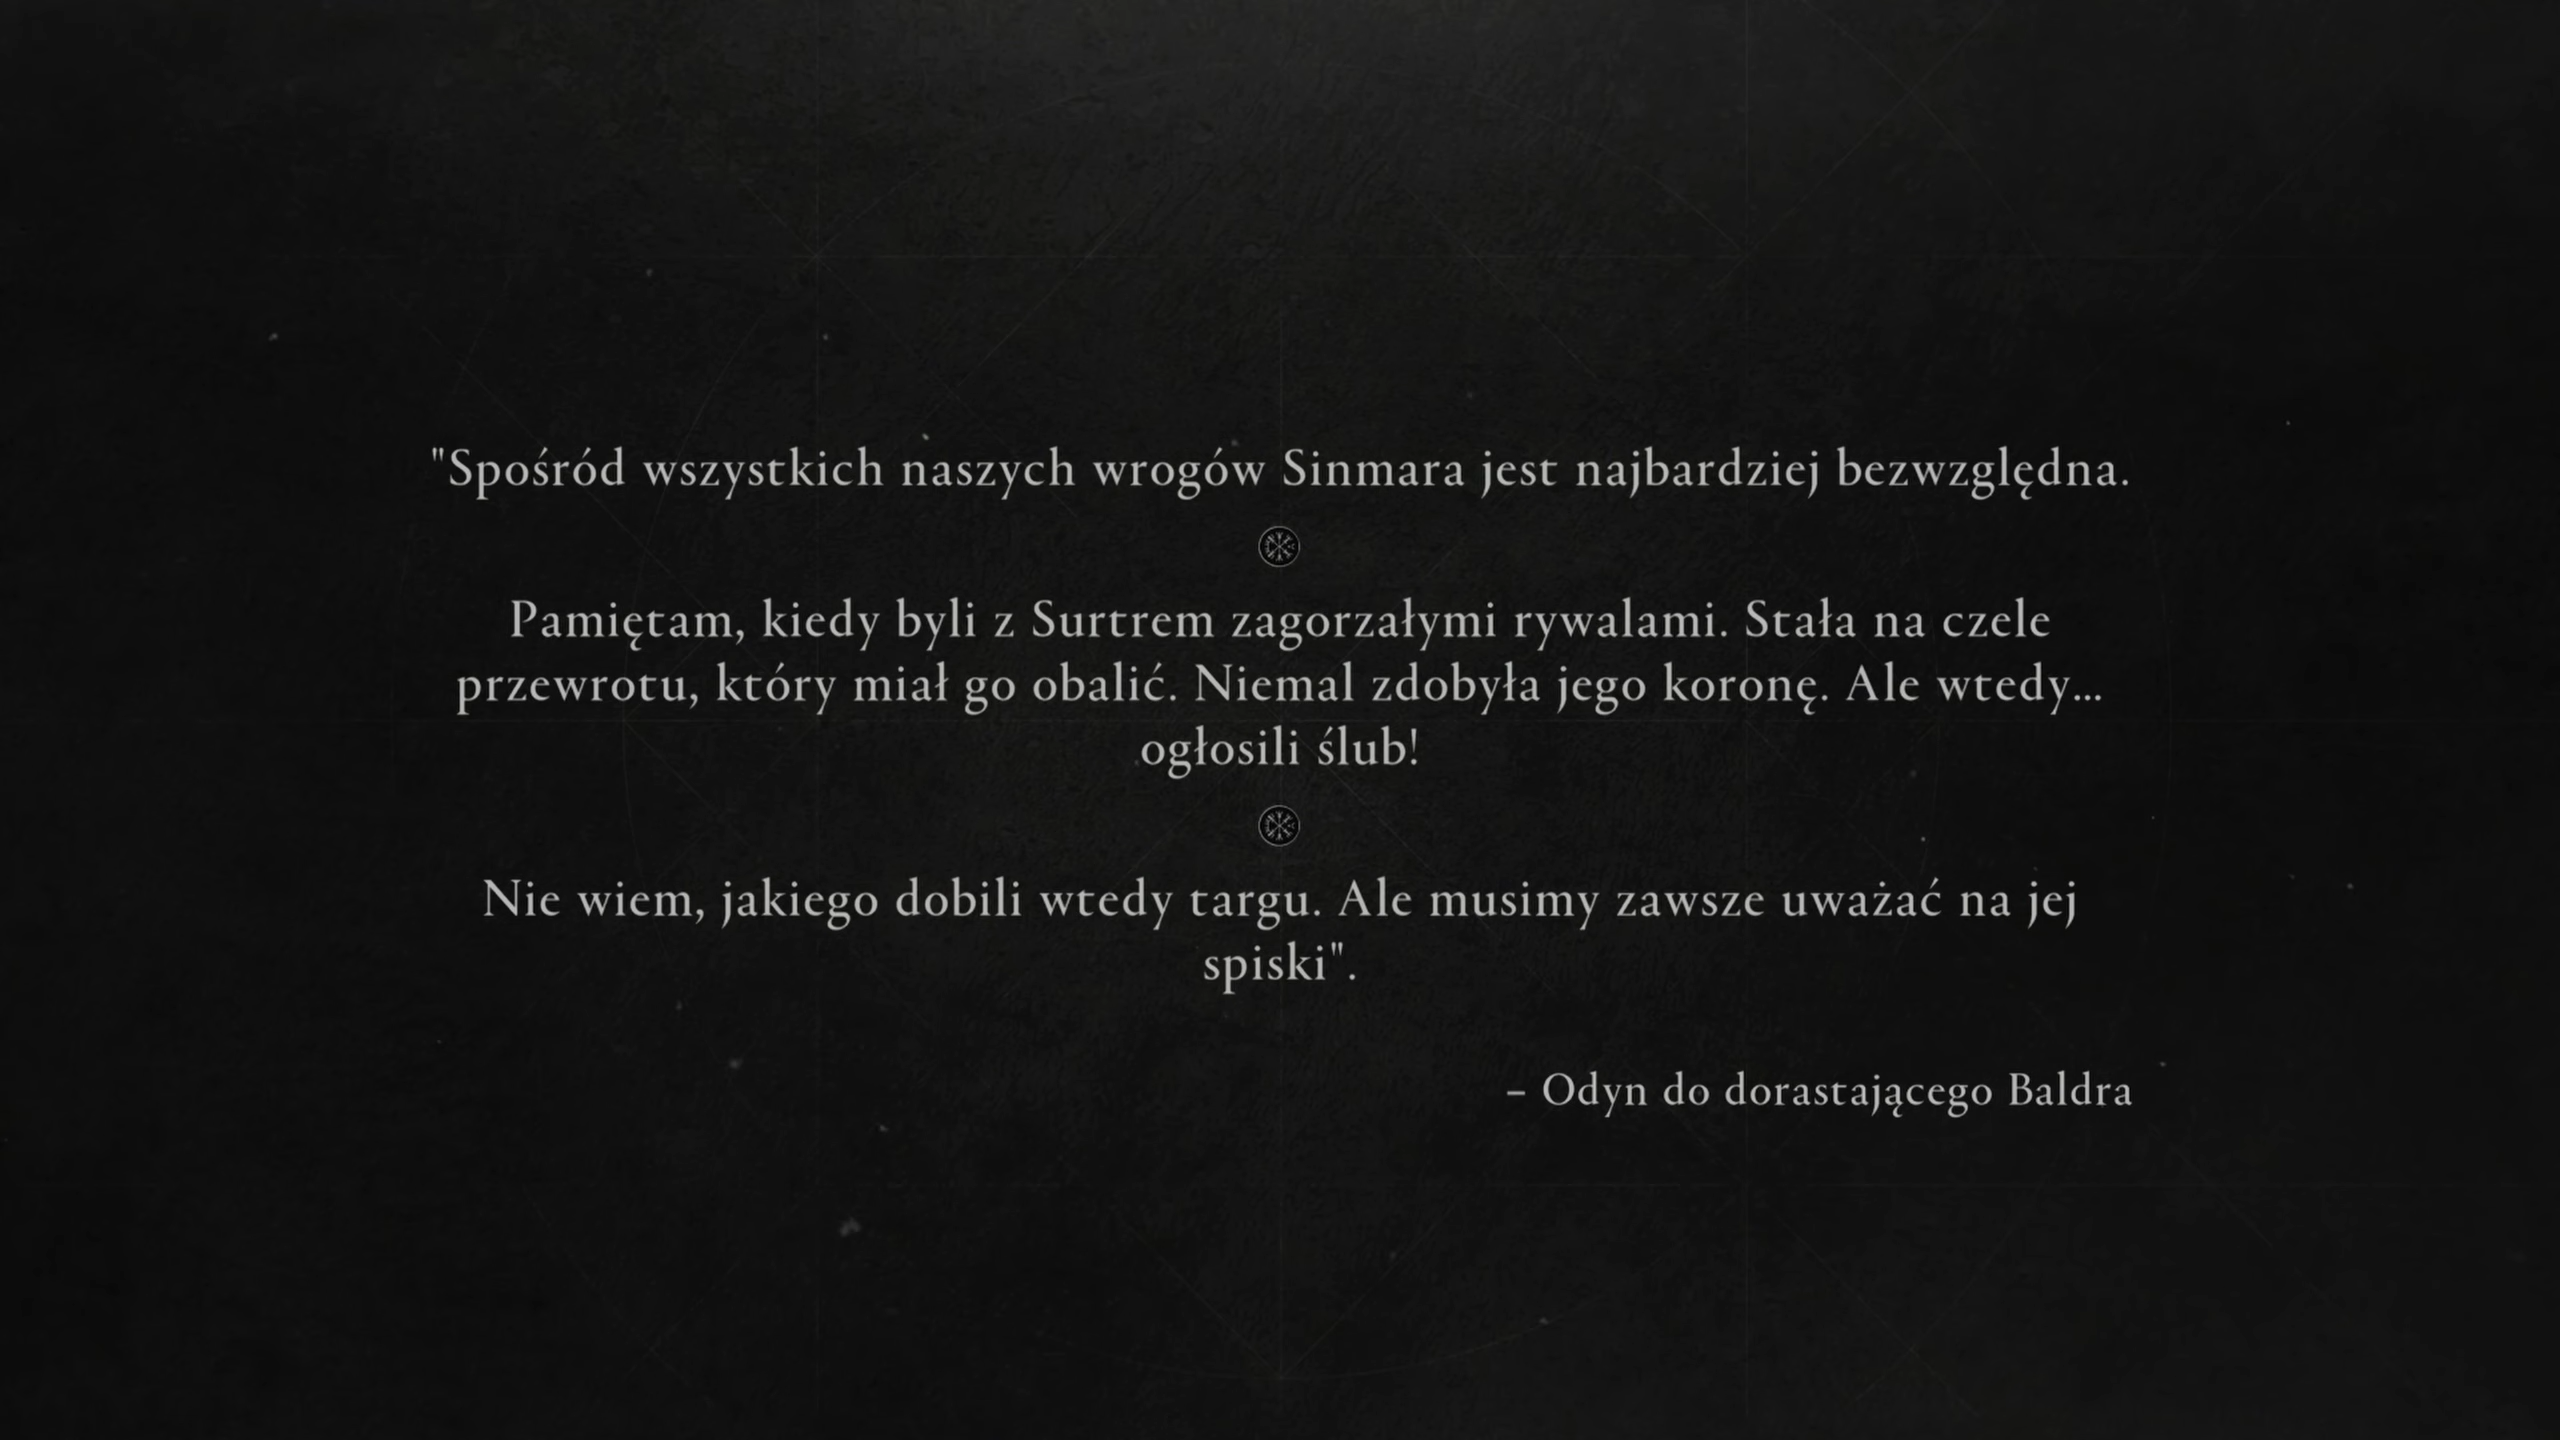 "Spośród wszystkich naszych wrogów Sinmara jest najbardziej bezwzględna.
Pamiętam, kiedy byli z Surtrem zagorzałymi rywalami. Stała na czele
przewrotu, który miał go obalić. Niemal zdobyła jego koronę. Ale wtedy...
ogłosili ślub!
Nie wiem, jakiego dobili wtedy targu. Ale musimy zawsze uważać na jej
spiski".
– Odyn do dorastającego Baldra